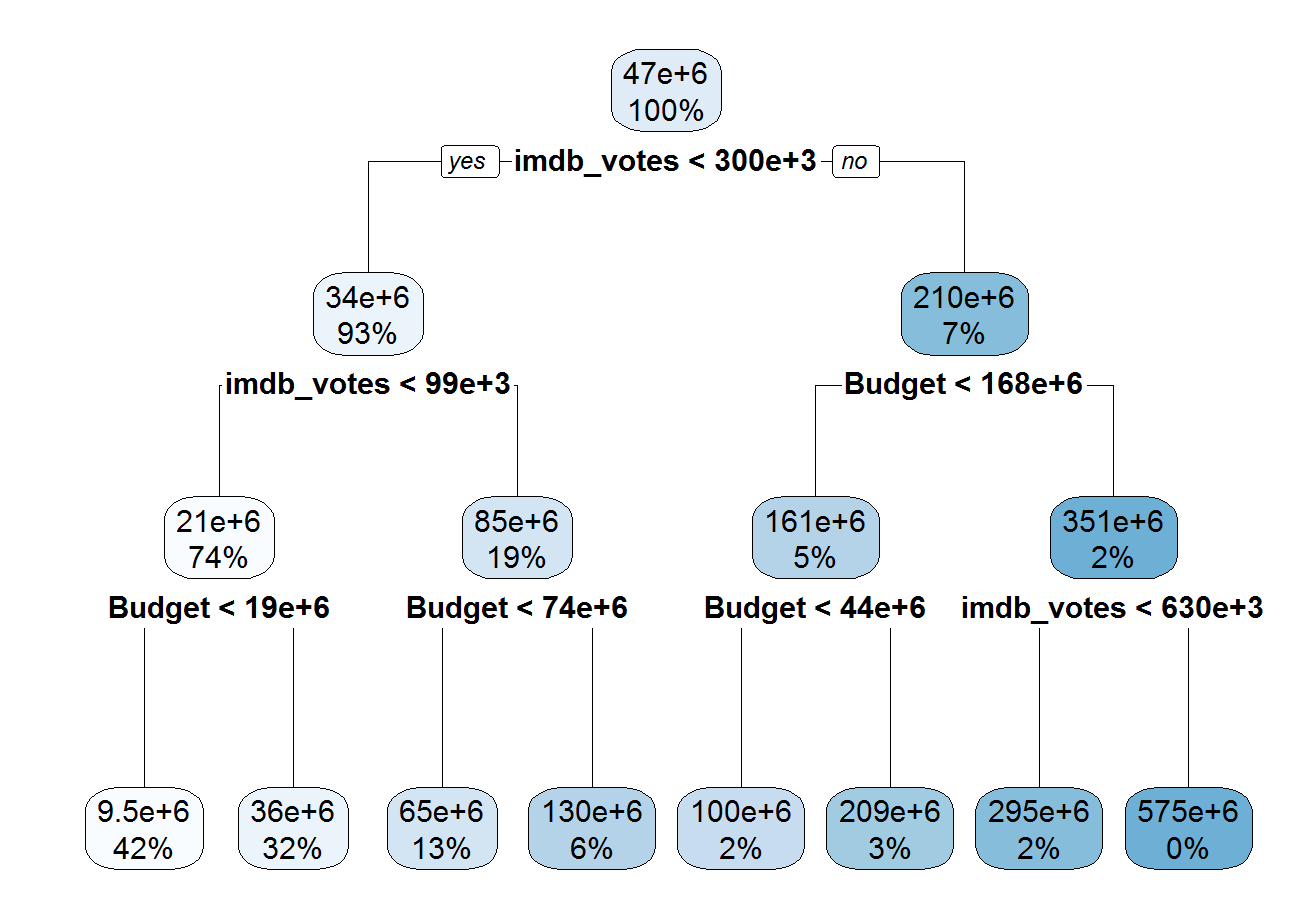 47e+6
100%
yes imdb_votes < 300e+3 no
34e+6
93%
210e+6
7%
imdb_votes < 99e+3
Budget < 168e+6
21e+6
74%
85e+6
19%
161e+6
5%
351e+6
2%
Budget < 19e+6
Budget < 74e+6
Budget < 44e+6
imdb_votes < 630e+3
9.5e+6
42%
36e+6
32%
65e+6
13%
130e+6
6%
100e+6
2%
209e+6
3%
295e+6
2%
575e+6
0%